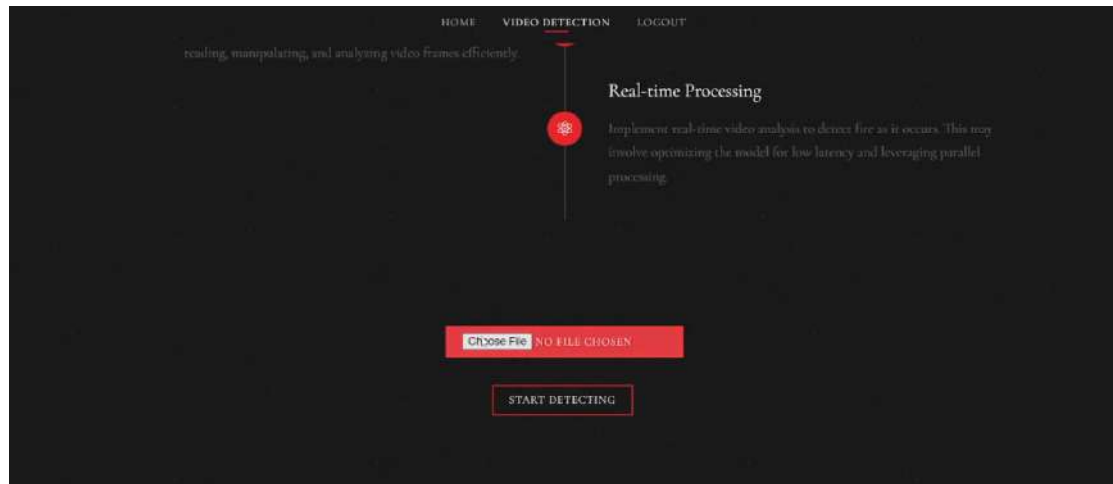 HOME VIDEO DETECTION LOGOUT
reading, manipulating, and analyzing video frames efficiently.
Real-time Processing
Implement real-time video analysis to detect fire as it occurs. This may
involve optimizing the model for low latency and leveraging parallel
processing.
Choose File NO FILE CHOSEN
START DETECTING